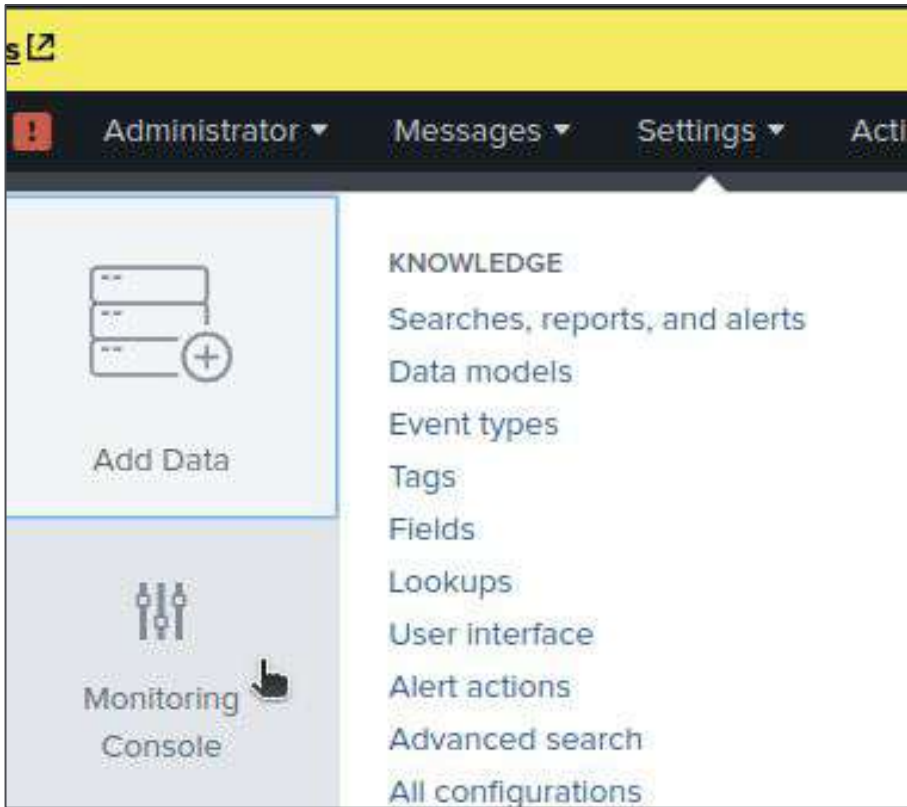 s
! Administrator Messages Settings Acti
Add Data
Monitoring
Console
KNOWLEDGE
Searches, reports, and alerts
Data models
Event types
Tags
Fields
Lookups
User interface
Alert actions
Advanced search
All configurations